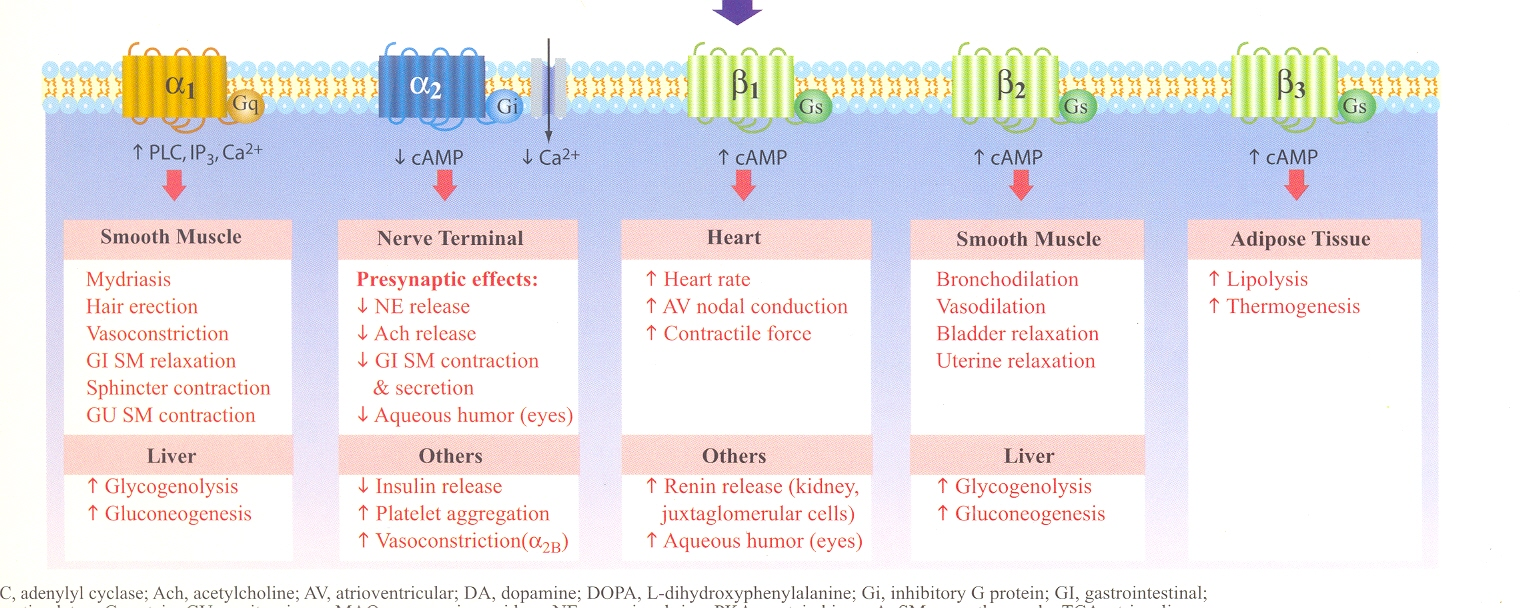 α1
Gq
α2
Gi
β1
Gs
β2
Gs
β3
Gs
↑ PLC, IP3, Ca2+
↓ cAMP
↓ Ca2+
↑ cAMP
↑ cAMP
↑ cAMP
Smooth Muscle
Mydriasis
Hair erection
Vasoconstriction
GI SM relaxation
Sphincter contraction
GU SM contraction
Liver
↑ Glycogenolysis
↑ Gluconeogenesis
Nerve Terminal
Presynaptic effects:
↓ NE release
↓ Ach release
↓ GI SM contraction
& secretion
↓ Aqueous humor (eyes)
Others
↓ Insulin release
↑ Platelet aggregation
↑ Vasoconstriction(α2B)
Heart
↑ Heart rate
↑ AV nodal conduction
↑ Contractile force
Others
↑ Renin release (kidney,
juxtaglomerular cells)
↑ Aqueous humor (eyes)
Smooth Muscle
Bronchodilation
Vasodilation
Bladder relaxation
Uterine relaxation
Liver
↑ Glycogenolysis
↑ Gluconeogenesis
Adipose Tissue
↑ Lipolysis
↑ Thermogenesis
C, adenylyl cyclase; Ach, acetylcholine; AV, atrioventricular; DA, dopamine; DOPA, L-dihydroxyphenylalanine; Gi, inhibitory G protein; GI, gastrointestinal;